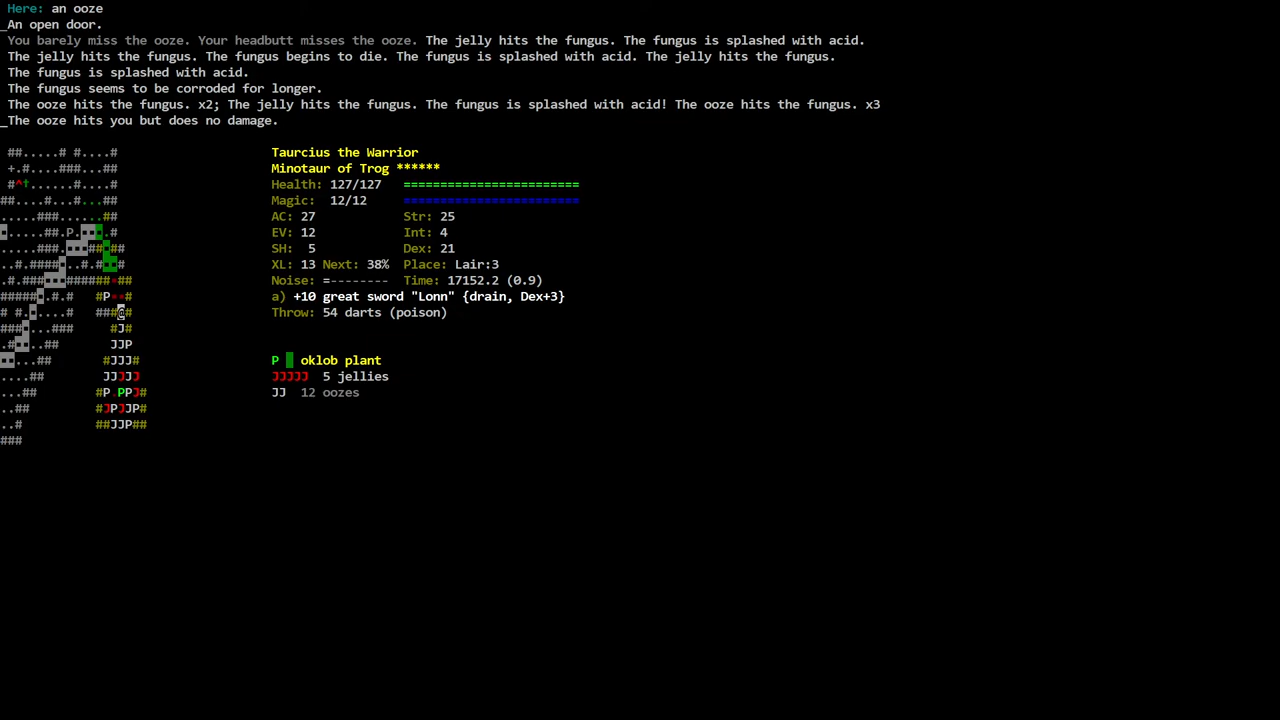 Here: an ooze
_An open door.
You barely miss the ooze. Your headbutt misses the ooze. The jelly hits the fungus. The fungus is splashed with acid.
The jelly hits the fungus. The fungus begins to die. The fungus is splashed with acid. The jelly hits the fungus.
The fungus is splashed with acid.
The fungus seems to be corroded for longer.
The ooze hits the fungus. x2; The jelly hits the fungus. The fungus is splashed with acid! The ooze hits the fungus. x3
_The ooze hits you but does no damage.
##.....# #....# Taurcius the Warrior
+.#....###...## Minotaur of Trog ******
#^†......#....# Health: 127/127 ========================
##....#...#...## Magic: 12/12 ========================
.....###......## AC: 27 Str: 25
.....##.P. .# EV: 12 Int: 4
.....###. ## ## SH: 5 Dex: 21
..#.#### ..#.# # XL: 13 Next: 38% Place: Lair:3
.#.### ###### ## Noise: =-------- Time: 17152.2 (0.9)
##### .#.# #P # a) +10 great sword "Lonn" {drain, Dex+3}
# #. ....# ###@# Throw: 54 darts (poison)
### ...### #J#
.# ..## JJP
...## #JJJ# P oklob plant
....## JJJJJ JJJJJ 5 jellies
...## #P.PPJ# JJ 12 oozes
..## #JPJJP#
..# ##JJP##
###